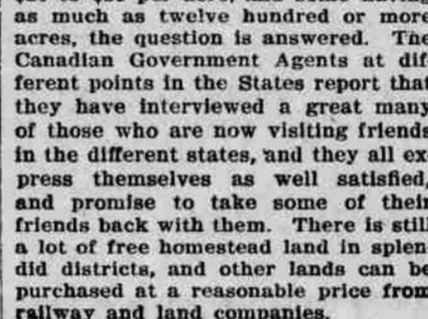 as much as twelve hundred or more
acres, the question is answered. The
Canadian Government Agents at dif
ferent points in the States report that
they have interviewed a great many
of those who are now visiting friends
in the different states, and they all ex
press themselves as well satisfied,
and promise to take some of their
friends back with them. There is still
a lot of free homestead land in splen
did districts, and other lands can be
purchased at a reasonable price from
railway and land companies.